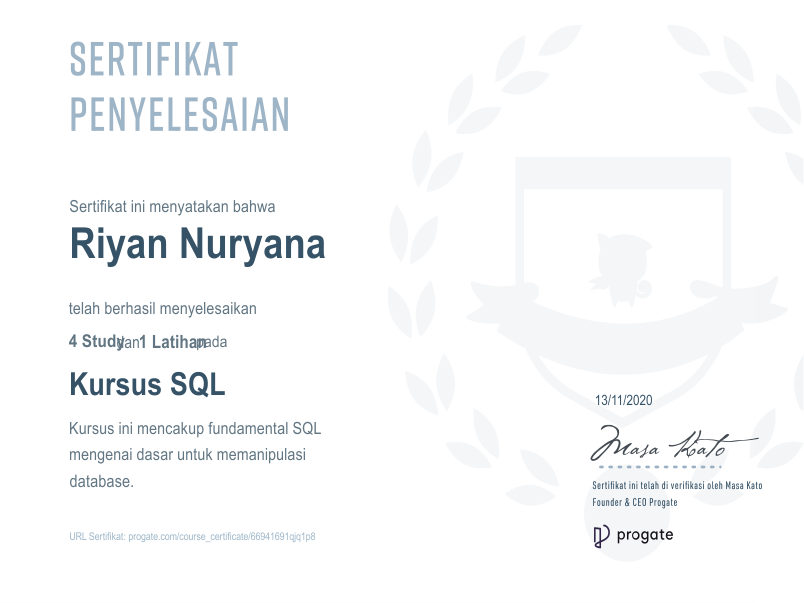 SERTIFIKAT
PENYELESAIAN
Sertifikat ini menyatakan bahwa
Riyan Nuryana
telah berhasil menyelesaikan
4 Study dan 1 Latihan pada
Kursus SQL
Kursus ini mencakup fundamental SQL
mengenai dasar untuk memanipulasi
database.
URL Sertifikat: progate.com/course_certificate/66941691qjq1p8
13/11/2020
Masa Kato
Sertifikat ini telah di verifikasi oleh Masa Kato
Founder & CEO Progate
progate